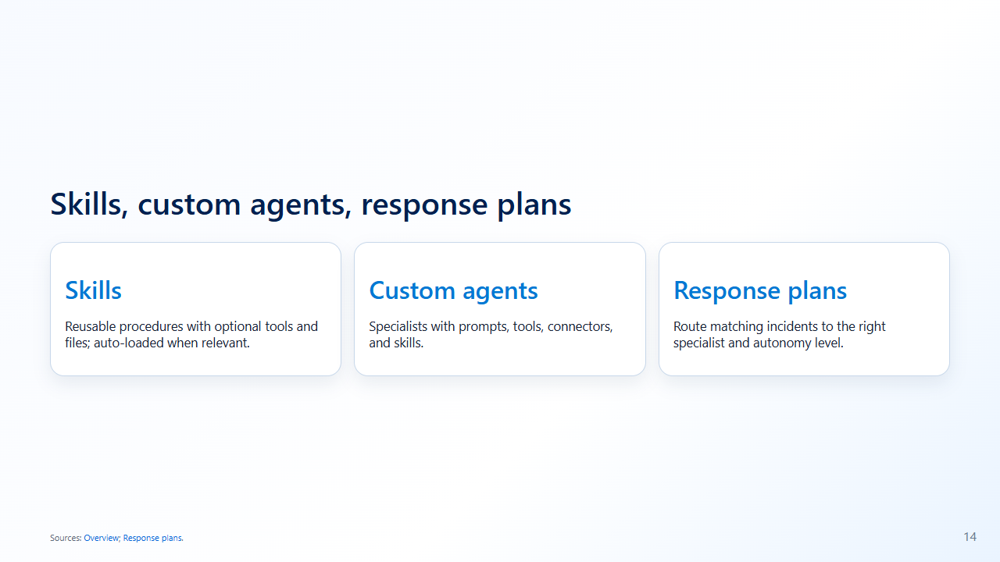 Skills, custom agents, response plans
Skills
Reusable procedures with optional tools and
files; auto-loaded when relevant.
Custom agents
Specialists with prompts, tools, connectors,
and skills.
Response plans
Route matching incidents to the right
specialist and autonomy level.
Sources: Overview; Response plans.
14